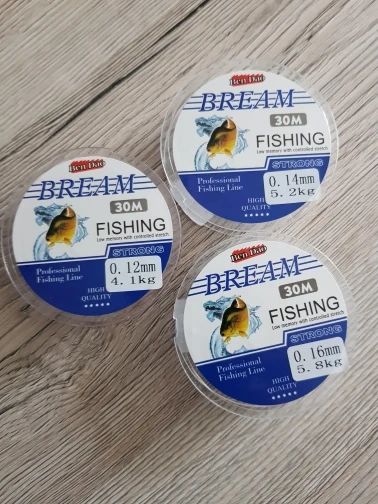 Ben Dao
BREAM
30M
FISHING
Low memory with controlled stretch
STRONG
Professional
Fishing Line
0.14mm
5.2kg
HIGH
QUALITY
Ben Dao
BREAM
30M
FISHING
Low memory with controlled stretch
STRONG
Professional
Fishing Line
0.12mm
4.1kg
HIGH
QUALITY
Ben Dao
BREAM
30M
FISHING
Low memory with controlled stretch
STRONG
Professional
Fishing Line
0.16mm
5.8kg
HIGH
QUALITY